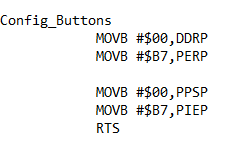 Config_Buttons
MOVB #$00,DDRP
MOVB #$B7,PERP
MOVB #$00,PPSP
MOVB #$B7,PIEP
RTS